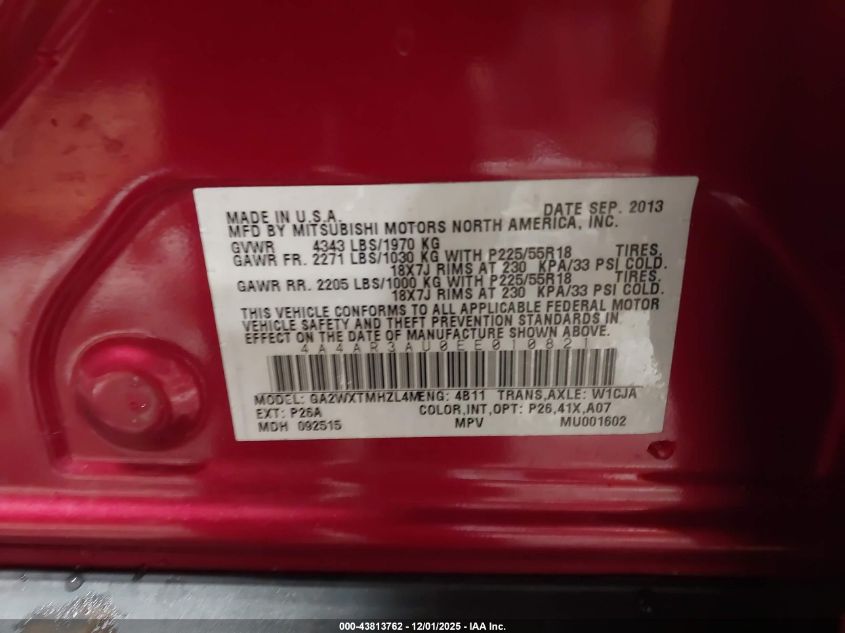 MADE IN U.S.A. DATE SEP. 2013
MFD BY MITSUBISHI MOTORS NORTH AMERICA, INC.
GVWR 4343 LBS/1970 KG
GAWR FR. 2271 LBS/1030 KG WITH P225/55R18 TIRES.
18X7J RIMS AT 230 KPA/33 PSI COLD.
GAWR RR. 2205 LBS/1000 KG WITH P225/55R18 TIRES.
18X7J RIMS AT 230 KPA/33 PSI COLD.
THIS VEHICLE CONFORMS TO ALL APPLICABLE FEDERAL MOTOR
VEHICLE SAFETY AND THEFT PREVENTION STANDARDS IN
EFFECT ON THE DATE OF MANUFACTURE SHOWN ABOVE.
4A4AR3AU0EE010821
MODEL: GA2WXTMHZL4M ENG: 4B11 TRANS,AXLE: W1CJA
EXT: P26A COLOR,INT,OPT: P26,41X,A07
MDH 092515 MPV MU001602
000-43813762 - 12/01/2025 - IAA Inc.